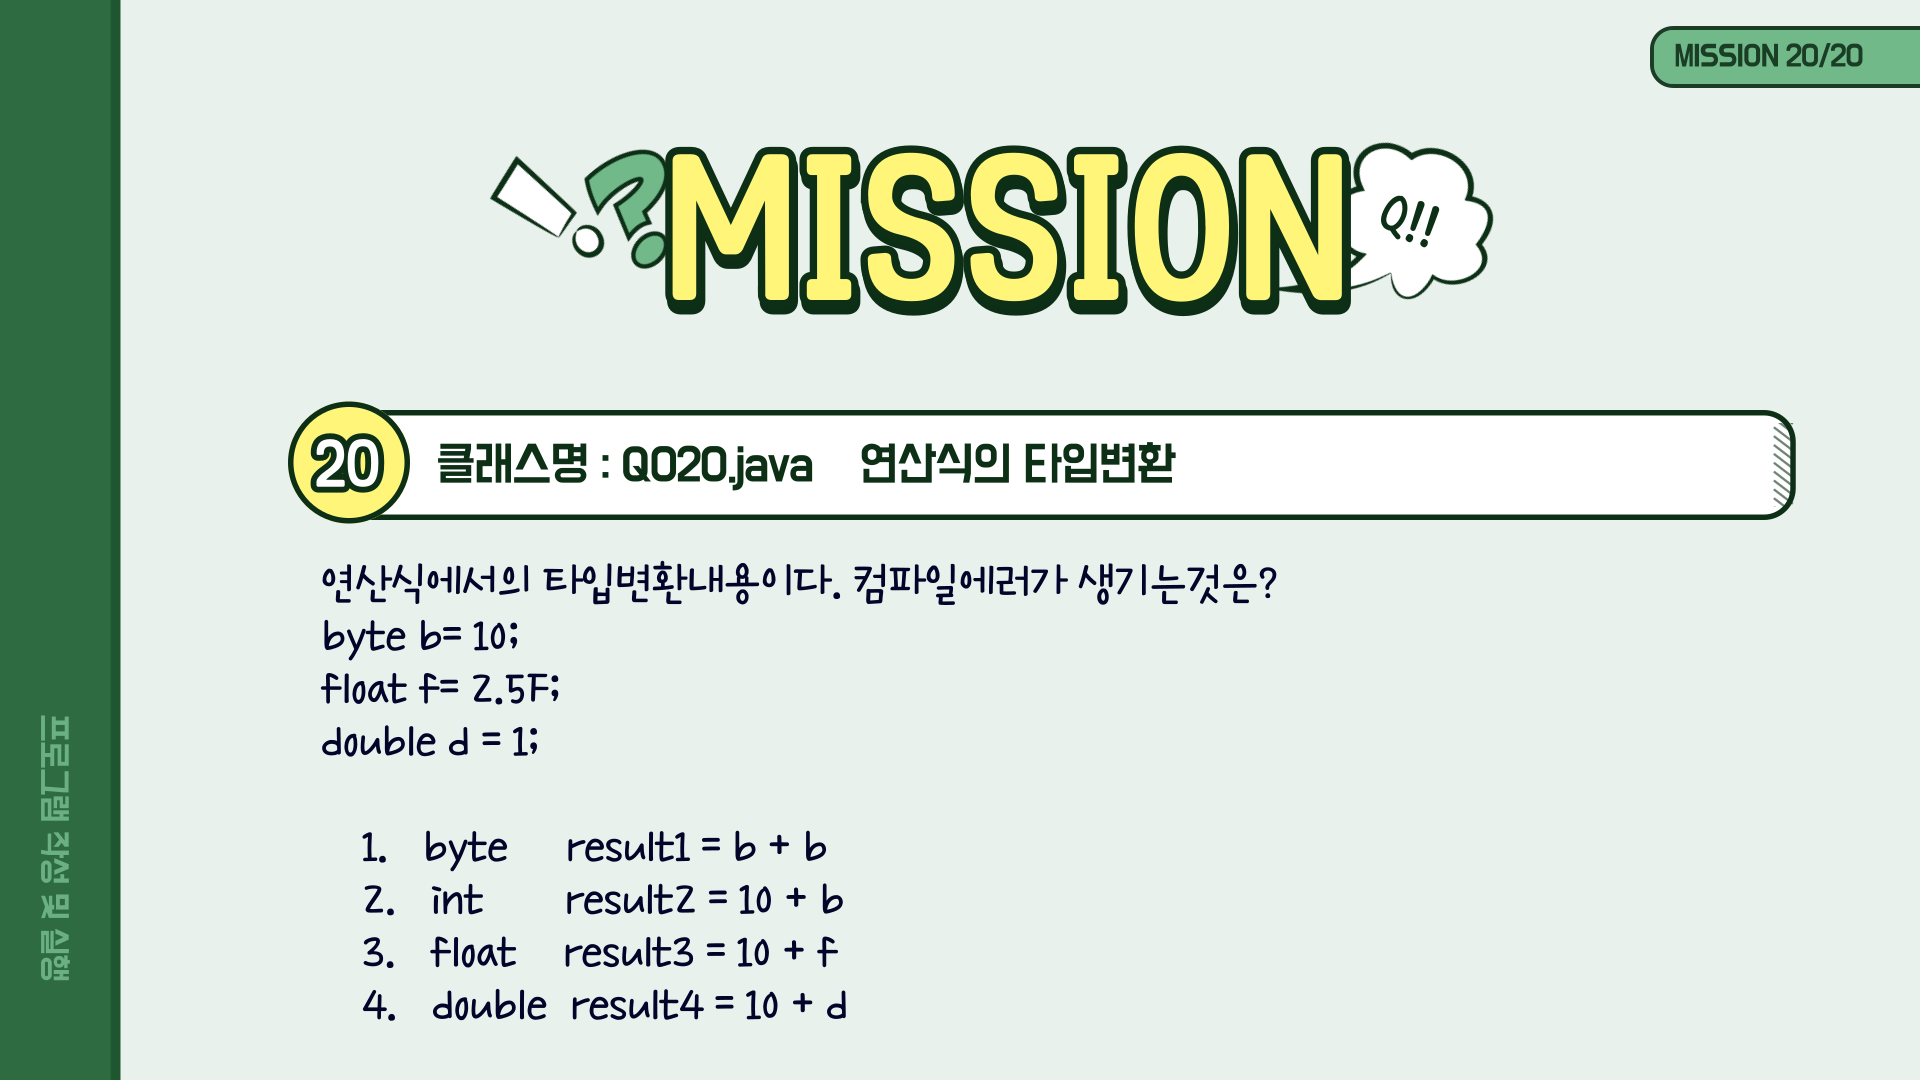 MISSION 20/20
MISSION
Q!!
20 클래스명 : Q020.java 연산식의 타입변환
연산식에서의 타입변환내용이다. 컴파일에러가 생기는것은?
byte b= 10;
float f= 2.5F;
double d = 1;
1. byte result1 = b + b
2. int result2 = 10 + b
3. float result3 = 10 + f
4. double result4 = 10 + d
프로그램 작성 및 실행